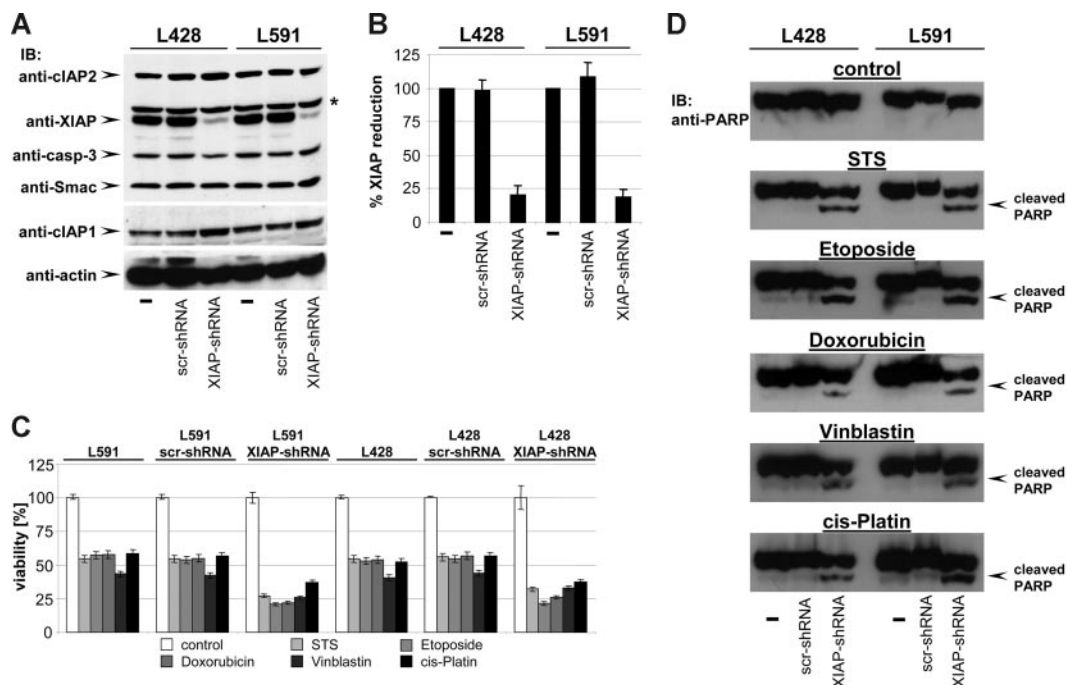 A
L428 L591
IB:
anti-cIAP2
*
anti-XIAP
anti-casp-3
anti-Smac
anti-cIAP1
anti-actin
–
scr-shRNA
XIAP-shRNA
–
scr-shRNA
XIAP-shRNA
B
L428 L591
% XIAP reduction
125
100
75
50
25
0
–
scr-shRNA
XIAP-shRNA
–
scr-shRNA
XIAP-shRNA
C
L591
L591
scr-shRNA
L591
XIAP-shRNA
L428
L428
scr-shRNA
L428
XIAP-shRNA
viability [%]
125
100
75
50
25
0
control STS Etoposide
Doxorubicin Vinblastin cis-Platin
D
L428 L591
control
IB:
anti-PARP
STS
cleaved
PARP
Etoposide
cleaved
PARP
Doxorubicin
cleaved
PARP
Vinblastin
cleaved
PARP
cis-Platin
cleaved
PARP
–
scr-shRNA
XIAP-shRNA
–
scr-shRNA
XIAP-shRNA